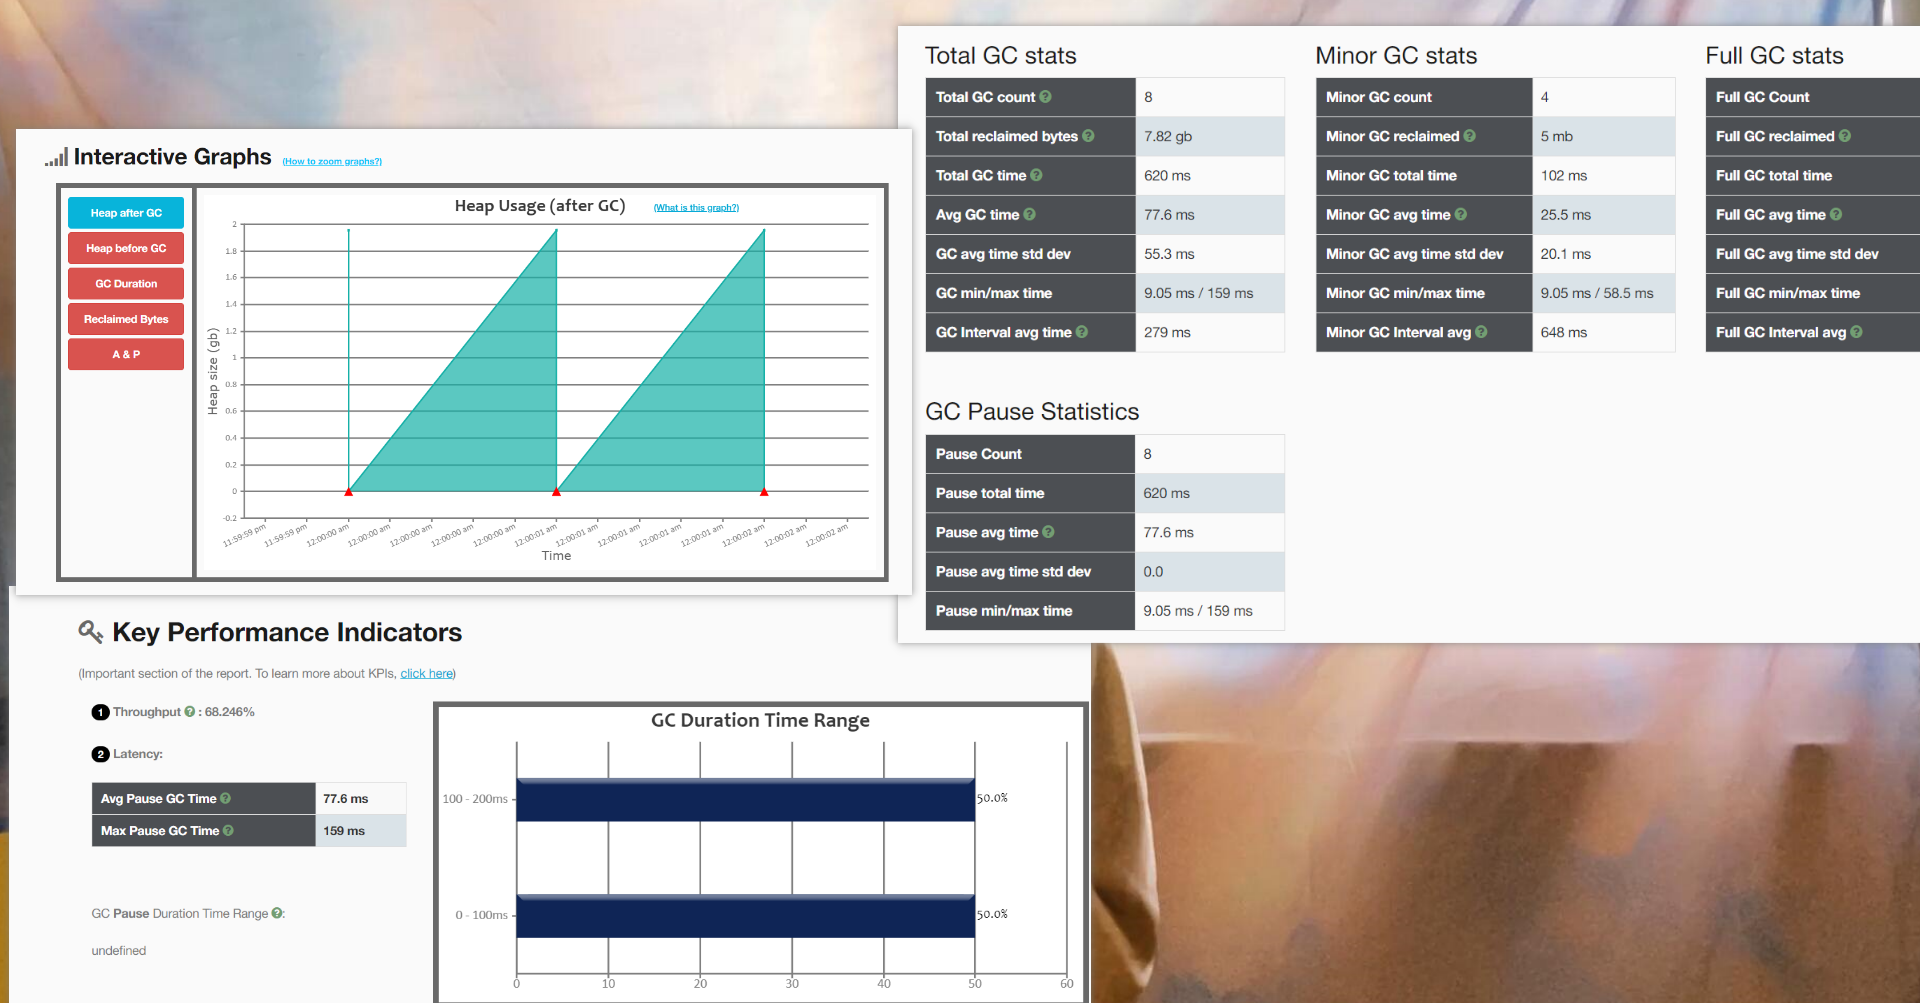 Total GC stats
Total GC count 8
Total reclaimed bytes 7.82 gb
Total GC time 620 ms
Avg GC time 77.6 ms
GC avg time std dev 55.3 ms
GC min/max time 9.05 ms / 159 ms
GC Interval avg time 279 ms
Minor GC stats
Minor GC count 4
Minor GC reclaimed 5 mb
Minor GC total time 102 ms
Minor GC avg time 25.5 ms
Minor GC avg time std dev 20.1 ms
Minor GC min/max time 9.05 ms / 58.5 ms
Minor GC Interval avg 648 ms
Full GC stats
Full GC Count
Full GC reclaimed
Full GC total time
Full GC avg time
Full GC avg time std dev
Full GC min/max time
Full GC Interval avg
GC Pause Statistics
Pause Count 8
Pause total time 620 ms
Pause avg time 77.6 ms
Pause avg time std dev 0.0
Pause min/max time 9.05 ms / 159 ms
Interactive Graphs (How to zoom graphs?)
Heap after GC
Heap before GC
GC Duration
Reclaimed Bytes
A & P
Heap Usage (after GC) (What is this graph?)
Heap size (gb)
2
1.8
1.6
1.4
1.2
1
0.8
0.6
0.4
0.2
0
-0.2
11:59:59 pm 11:59:59 pm 12:00:00 am 12:00:00 am 12:00:00 am 12:00:00 am 12:00:00 am 12:00:01 am 12:00:01 am 12:00:01 am 12:00:01 am 12:00:01 am 12:00:02 am 12:00:02 am 12:00:02 am
Time
Key Performance Indicators
(Important section of the report. To learn more about KPIs, click here)
1 Throughput : 68.246%
2 Latency:
Avg Pause GC Time 77.6 ms
Max Pause GC Time 159 ms
GC Pause Duration Time Range :
undefined
GC Duration Time Range
100 - 200ms 50.0%
0 - 100ms 50.0%
0 10 20 30 40 50 60